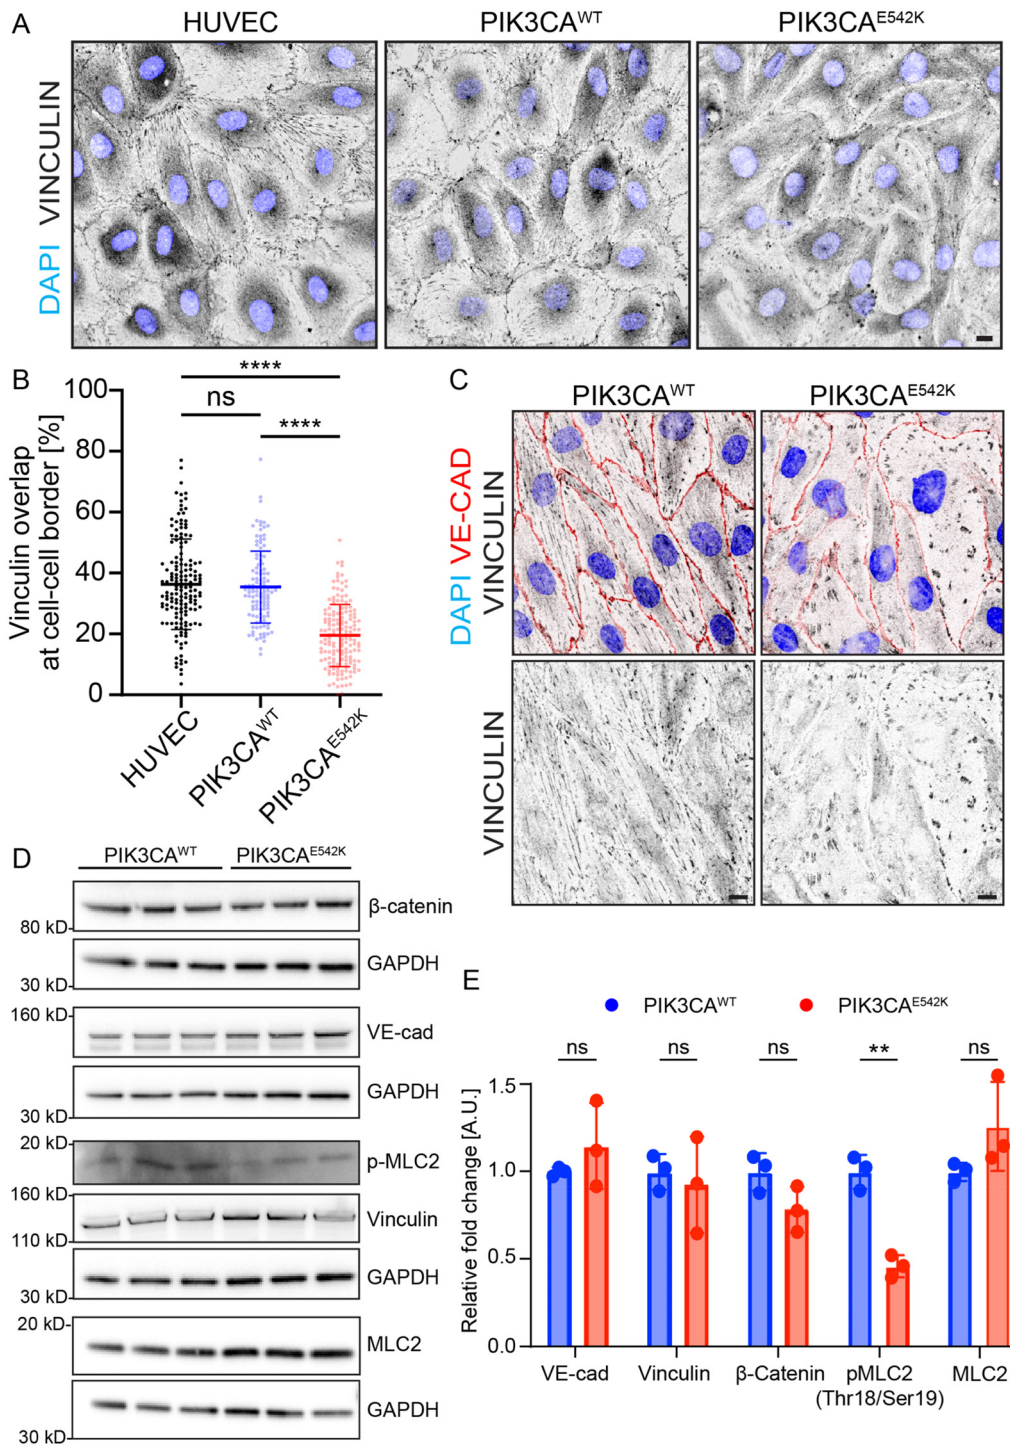 A
HUVEC
PIK3CAWT
PIK3CAE542K
DAPI VINCULIN
B
****
ns
****
100
80
60
40
20
0
Vinculin overlap
at cell-cell border [%]
HUVEC
PIK3CAWT
PIK3CAE542K
C
PIK3CAWT
PIK3CAE542K
DAPI VE-CAD
VINCULIN
VINCULIN
D
PIK3CAWT
PIK3CAE542K
β-catenin
80 kD
GAPDH
30 kD
160 kD
VE-cad
GAPDH
30 kD
20 kD
p-MLC2
160 kD
Vinculin
110 kD
GAPDH
30 kD
20 kD
MLC2
GAPDH
30 kD
E
PIK3CAWT
PIK3CAE542K
ns
ns
ns
**
ns
1.5
1.0
0.5
0.0
Relative fold change [A.U.]
VE-cad
Vinculin
β-Catenin
pMLC2
(Thr18/Ser19)
MLC2